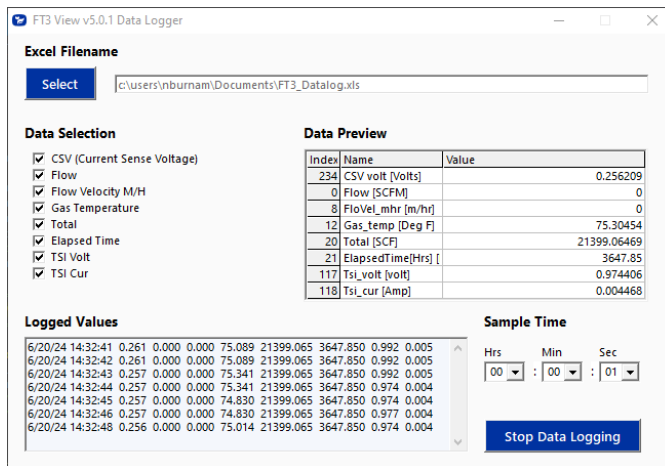 FT3 View v5.0.1 Data Logger
Excel Filename
Select c:\users\nburnam\Documents\FT3_Datalog.xls
Data Selection
CSV (Current Sense Voltage)
Flow
Flow Velocity M/H
Gas Temperature
Total
Elapsed Time
TSI Volt
TSI Cur
Data Preview
Index Name Value
234 CSV volt [Volts] 0.256209
0 Flow [SCFM] 0
8 FloVel_mhr [m/hr] 0
12 Gas_temp [Deg F] 75.30454
20 Total [SCF] 21399.06469
21 ElapsedTime[Hrs] [ 3647.85
117 Tsi_volt [volt] 0.974406
118 Tsi_cur [Amp] 0.004468
Logged Values
6/20/24 14:32:41 0.261 0.000 0.000 75.089 21399.065 3647.850 0.992 0.005
6/20/24 14:32:42 0.261 0.000 0.000 75.089 21399.065 3647.850 0.992 0.005
6/20/24 14:32:43 0.257 0.000 0.000 75.341 21399.065 3647.850 0.992 0.005
6/20/24 14:32:44 0.257 0.000 0.000 75.341 21399.065 3647.850 0.974 0.004
6/20/24 14:32:45 0.257 0.000 0.000 74.830 21399.065 3647.850 0.974 0.004
6/20/24 14:32:46 0.257 0.000 0.000 74.830 21399.065 3647.850 0.977 0.004
6/20/24 14:32:48 0.256 0.000 0.000 75.014 21399.065 3647.850 0.974 0.004
Sample Time
Hrs Min Sec
00 : 00 : 01
Stop Data Logging